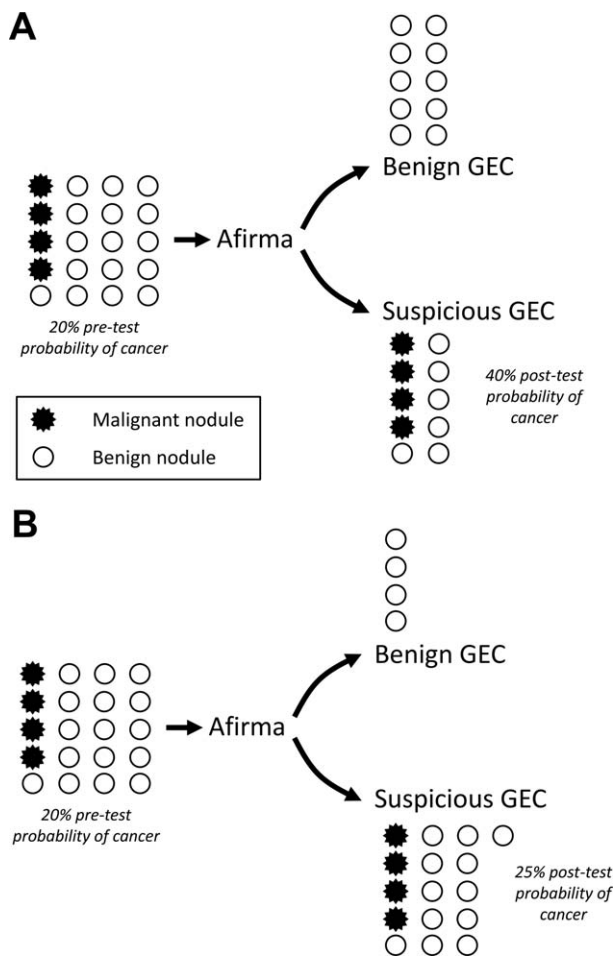 A
Benign GEC
Afirma
20% pre-test
probability of cancer
Suspicious GEC
40% post-test
probability of
cancer
Malignant nodule
Benign nodule
B
Benign GEC
Afirma
20% pre-test
probability of cancer
Suspicious GEC
25% post-test
probability of
cancer